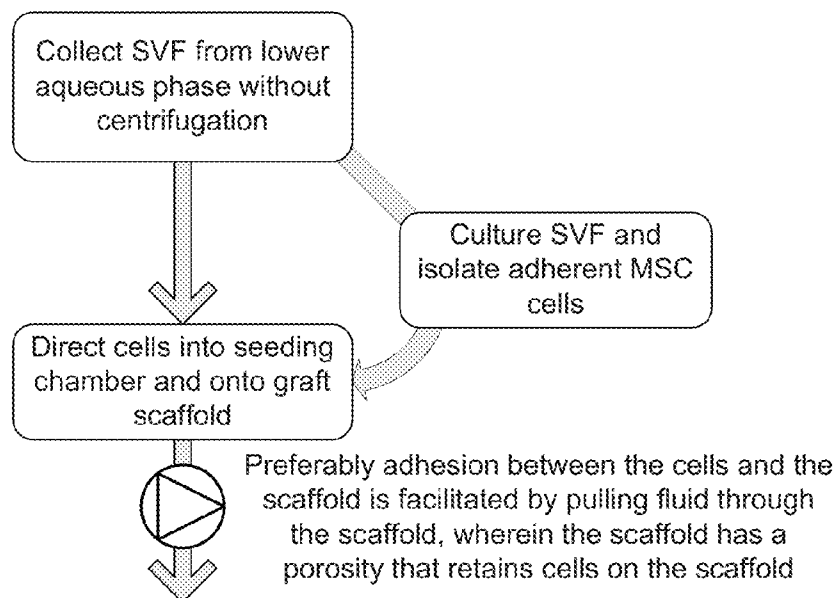 Collect SVF from lower
aqueous phase without
centrifugation
Culture SVF and
isolate adherent MSC
cells
Direct cells into seeding
chamber and onto graft
scaffold
Preferably adhesion between the cells and the
scaffold is facilitated by pulling fluid through
the scaffold, wherein the scaffold has a
porosity that retains cells on the scaffold